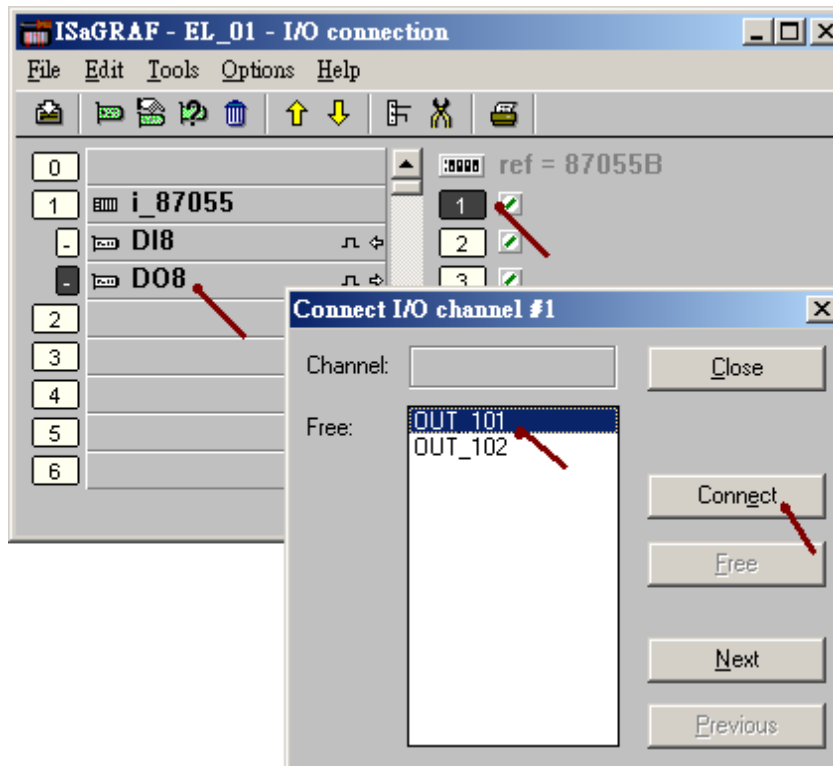 ISaGRAF - EL_01 - I/O connection
File Edit Tools Options Help
0
ref = 87055B
1 i_87055
1
- DI8
2
- DO8
3
2
3
4
5
6
Connect I/O channel #1
Channel:
Close
Free:
OUT_101
OUT_102
Connect
Free
Next
Previous